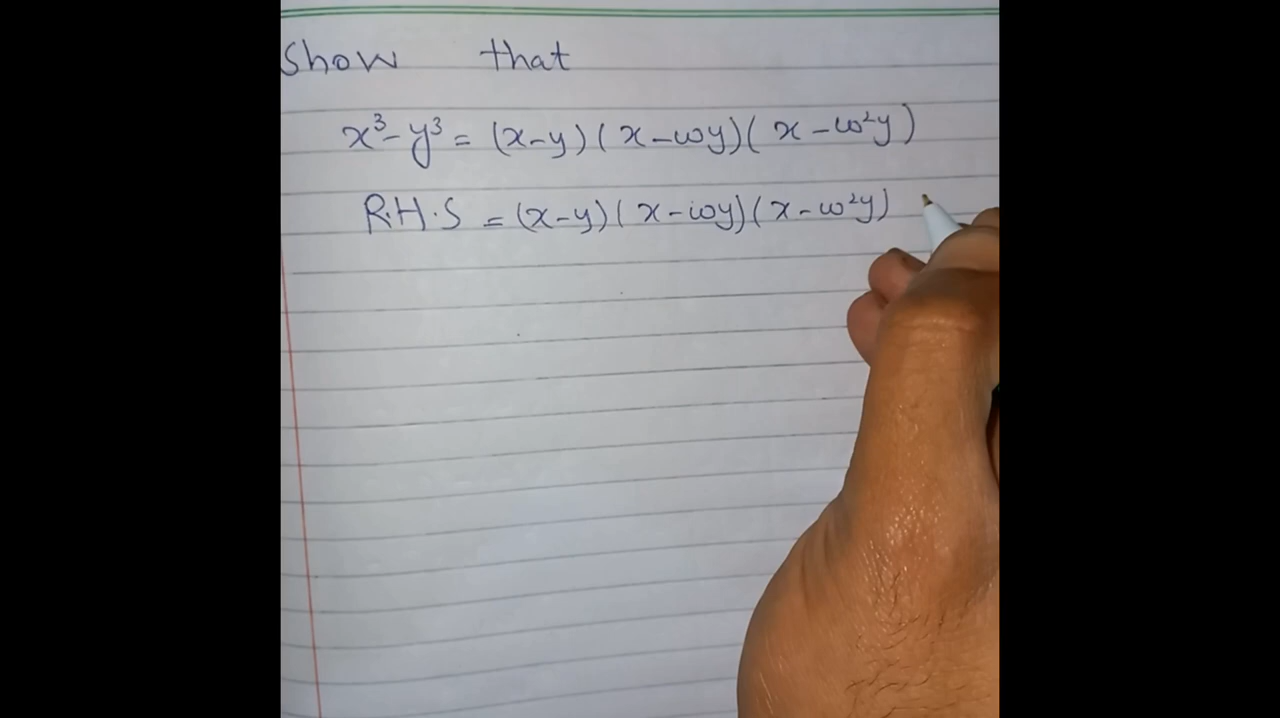 Show that
x³-y³ = (x-y)(x-ωy)(x-ω²y)
R.H.S = (x-y)(x-ωy)(x-ω²y)